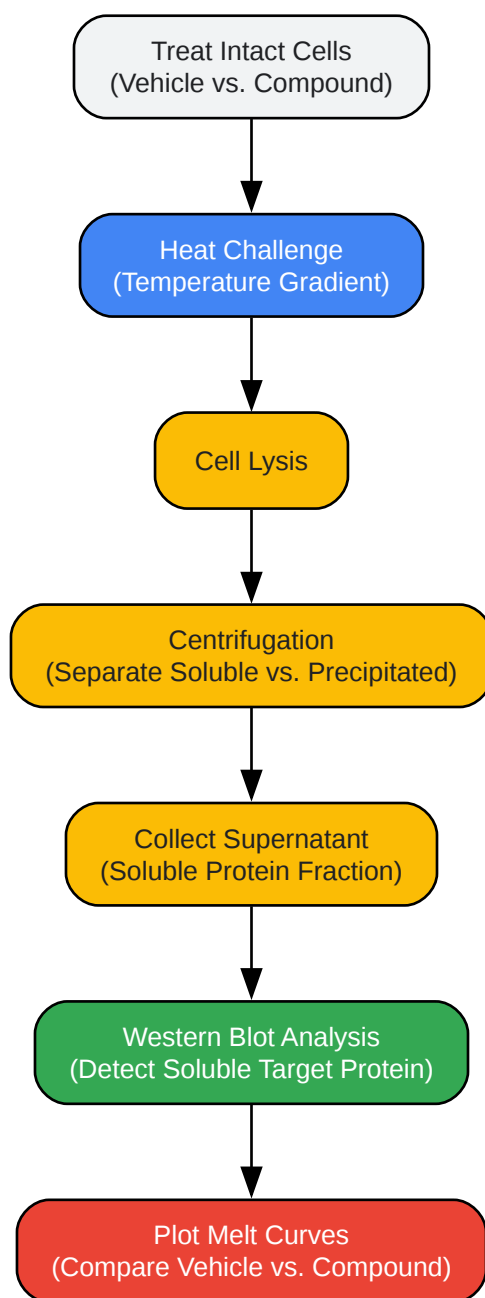 Treat Intact Cells
(Vehicle vs. Compound)
Heat Challenge
(Temperature Gradient)
Cell Lysis
Centrifugation
(Separate Soluble vs. Precipitated)
Collect Supernatant
(Soluble Protein Fraction)
Western Blot Analysis
(Detect Soluble Target Protein)
Plot Melt Curves
(Compare Vehicle vs. Compound)